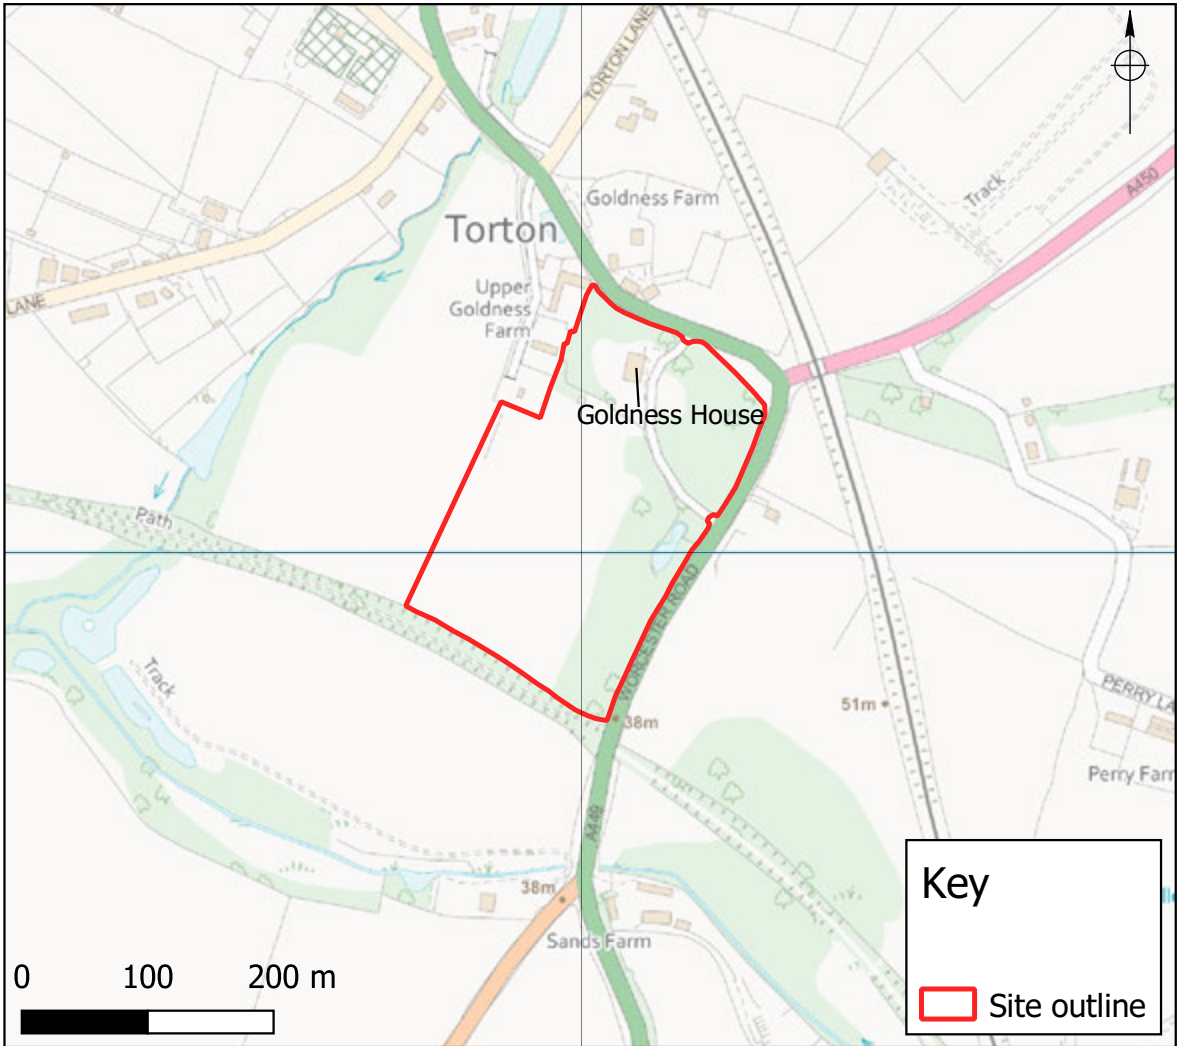 TORTON LANE
A450
Track
Goldness Farm
Torton
Upper
Goldness
Farm
LANE
Goldness House
Path
WORCESTER ROAD
Track
PERRY LA
51m
38m
Perry Farm
A449
38m
Sands Farm
Key
Site outline
0 100 200 m